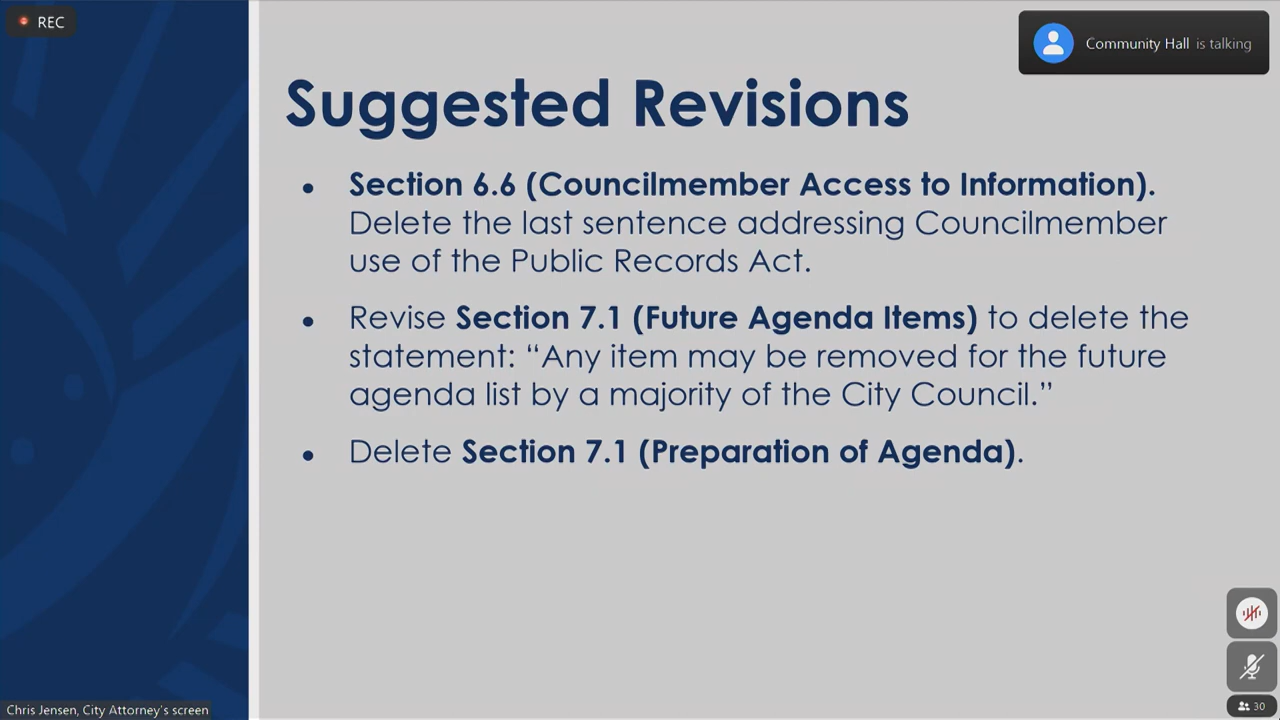 REC
Community Hall is talking
Suggested Revisions
• Section 6.6 (Councilmember Access to Information).
Delete the last sentence addressing Councilmember
use of the Public Records Act.
• Revise Section 7.1 (Future Agenda Items) to delete the
statement: “Any item may be removed for the future
agenda list by a majority of the City Council.”
• Delete Section 7.1 (Preparation of Agenda).
30
Chris Jensen, City Attorney's screen